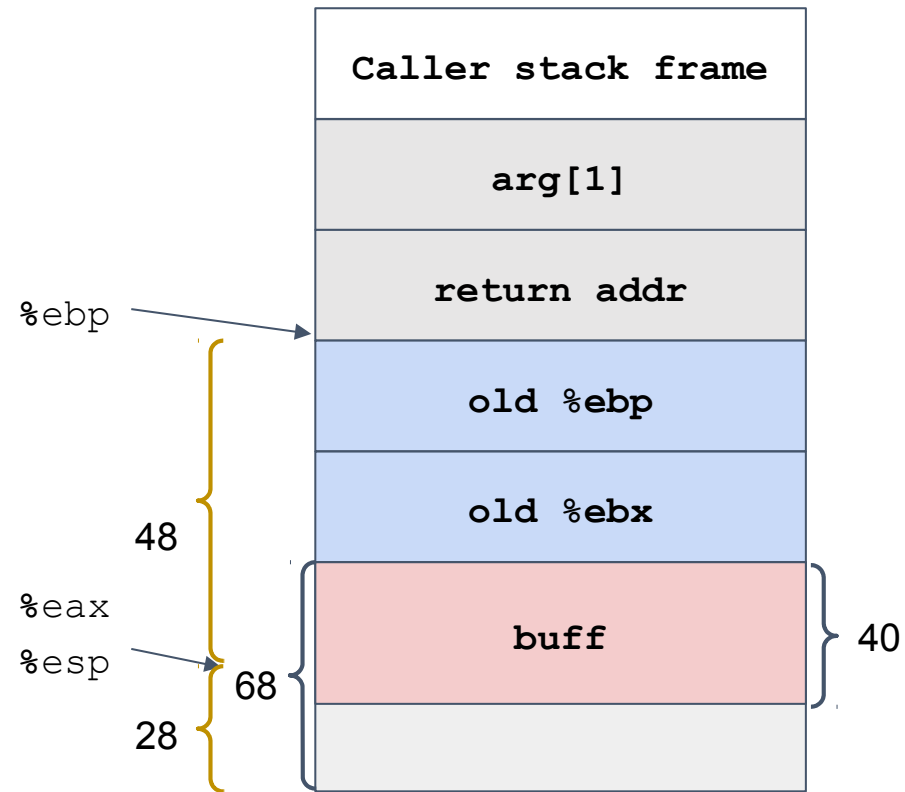 Caller stack frame
arg[1]
return addr
%ebp
old %ebp
old %ebx
48
%eax
buff
40
%esp
68
28